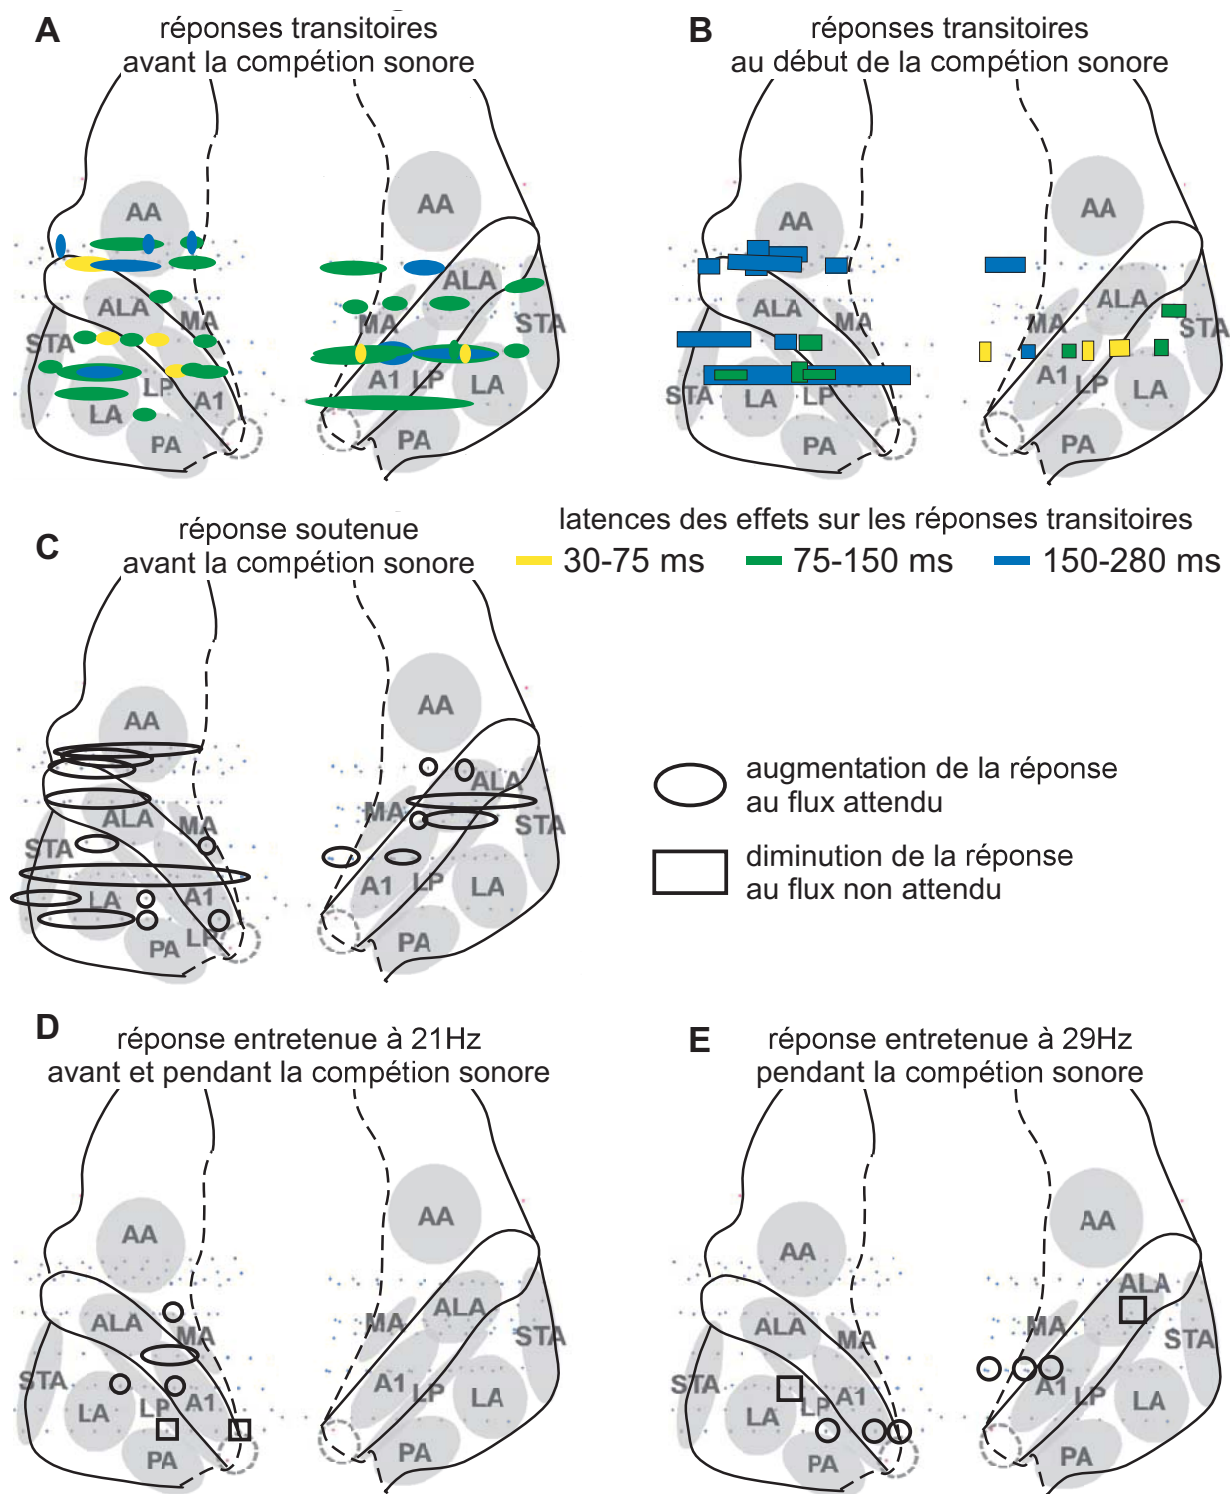 A
réponses transitoires
avant la compétion sonore
AA
ALA
MA
STA
LP
LA
A1
PA
AA
ALA
MA
STA
A1
LP
LA
PA
B
réponses transitoires
au début de la compétion sonore
AA
ALA
MA
STA
LA
LP
PA
AA
ALA
MA
STA
A1
LP
LA
PA
latences des effets sur les réponses transitoires
30-75 ms
75-150 ms
150-280 ms
C
réponse soutenue
avant la compétion sonore
AA
ALA
MA
STA
LA
A1
LP
PA
AA
ALA
MA
STA
A1
LP
LA
PA
augmentation de la réponse
au flux attendu
diminution de la réponse
au flux non attendu
D
réponse entretenue à 21Hz
avant et pendant la compétion sonore
AA
ALA
MA
STA
LA
LP
A1
PA
AA
ALA
MA
STA
A1
LP
LA
PA
E
réponse entretenue à 29Hz
pendant la compétion sonore
AA
ALA
MA
STA
LA
LP
A1
PA
AA
ALA
MA
STA
A1
LP
LA
PA